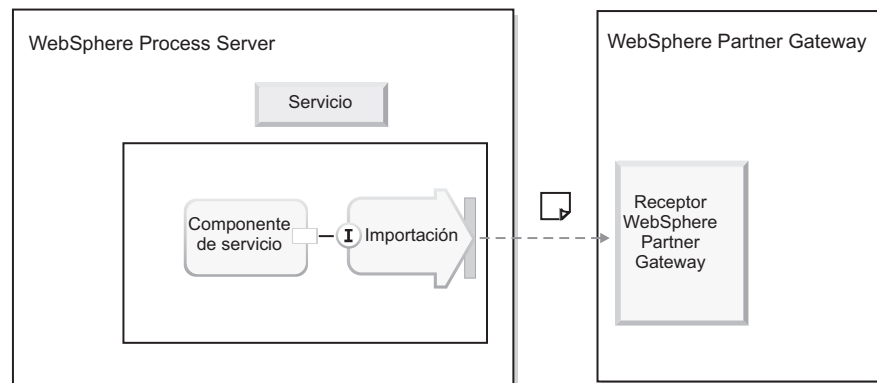 WebSphere Process Server
WebSphere Partner Gateway
Servicio
Componente
de servicio
I
Importación
Receptor
WebSphere
Partner
Gateway